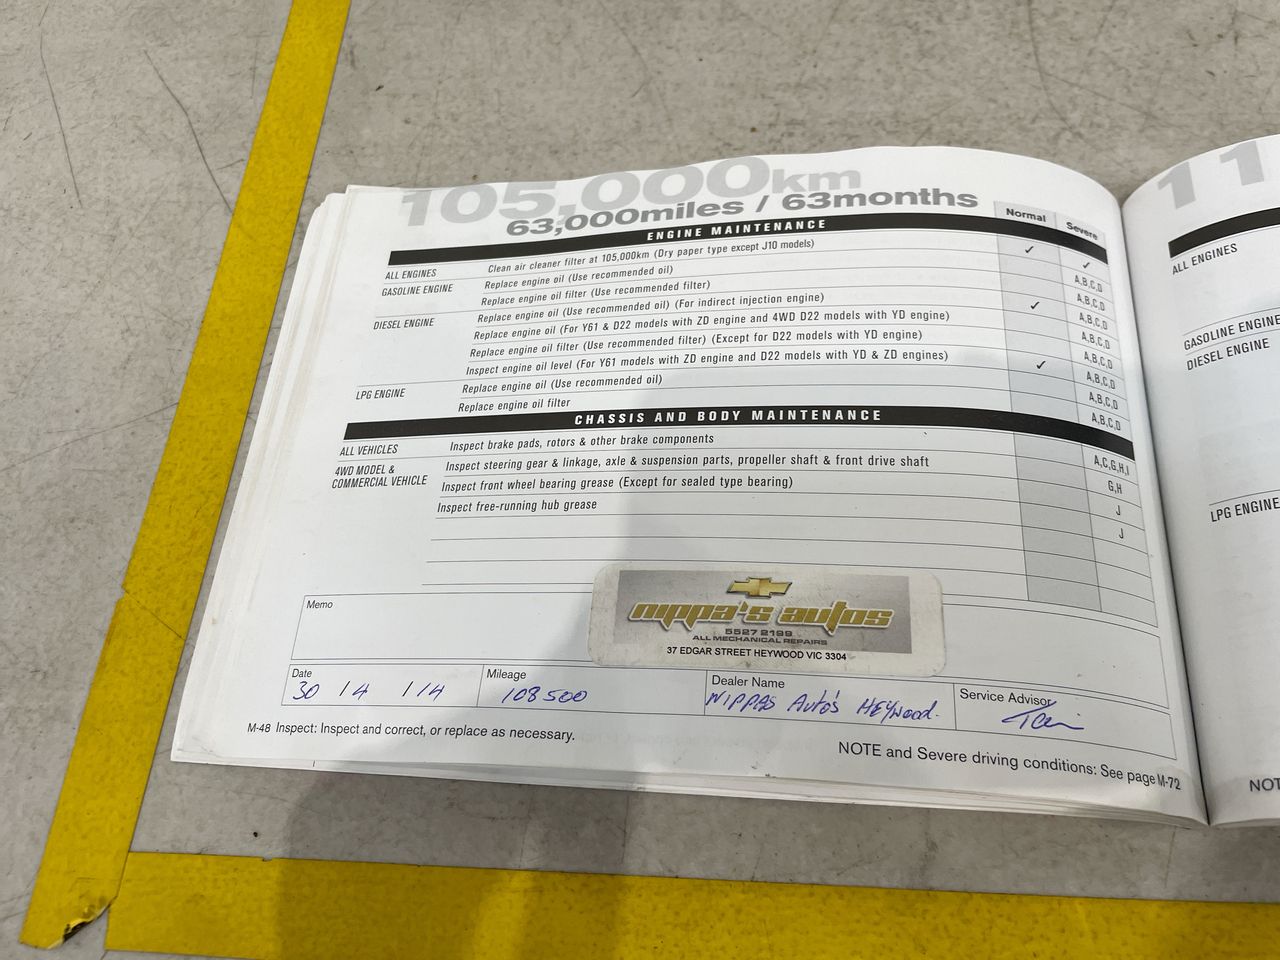 105,000km
63,000miles / 63months
Normal Severe
ENGINE MAINTENANCE
ALL ENGINES Clean air cleaner filter at 105,000km (Dry paper type except J10 models) ✓ ✓
GASOLINE ENGINE Replace engine oil (Use recommended oil) A,B,C,D
Replace engine oil filter (Use recommended filter) A,B,C,D
DIESEL ENGINE Replace engine oil (Use recommended oil) (For indirect injection engine) ✓ A,B,C,D
Replace engine oil (For Y61 & D22 models with ZD engine and 4WD D22 models with YD engine) A,B,C,D
Replace engine oil filter (Use recommended filter) (Except for D22 models with YD engine) A,B,C,D
Inspect engine oil level (For Y61 models with ZD engine and D22 models with YD & ZD engines) ✓ A,B,C,D
LPG ENGINE Replace engine oil (Use recommended oil) A,B,C,D
Replace engine oil filter A,B,C,D
CHASSIS AND BODY MAINTENANCE
ALL VEHICLES Inspect brake pads, rotors & other brake components A,C,G,H,I
4WD MODEL & COMMERCIAL VEHICLE Inspect steering gear & linkage, axle & suspension parts, propeller shaft & front drive shaft G,H
Inspect front wheel bearing grease (Except for sealed type bearing) J
Inspect free-running hub grease J
Memo
nippa's autos
5527 2199
ALL MECHANICAL REPAIRS
37 EDGAR STREET HEYWOOD VIC 3304
Date 30 / 4 / 14
Mileage 108500
Dealer Name NIPPAS Auto's HEYWood.
Service Advisor
M-48 Inspect: Inspect and correct, or replace as necessary.
NOTE and Severe driving conditions: See page M-72
11
ALL ENGINES
GASOLINE ENGINE
DIESEL ENGINE
LPG ENGINE
NOT